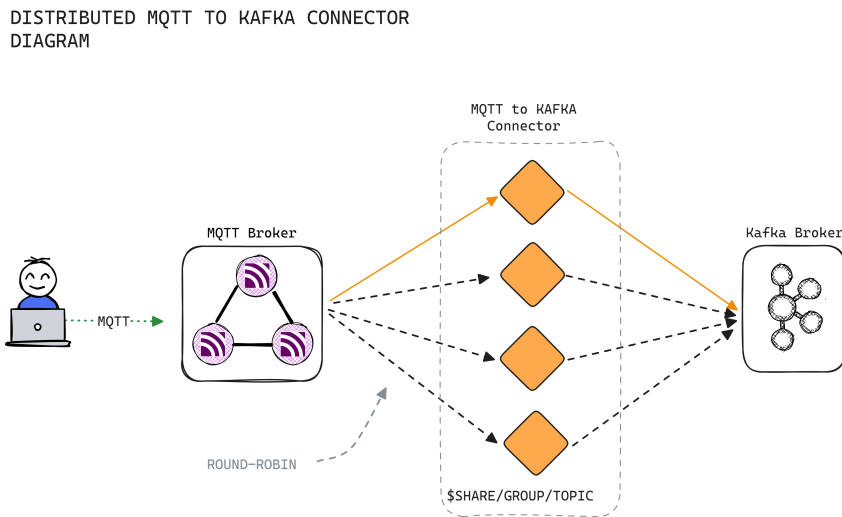 DISTRIBUTED MQTT TO KAFKA CONNECTOR
DIAGRAM
MQTT to KAFKA
Connector
MQTT Broker
Kafka Broker
MQTT
ROUND-ROBIN
$SHARE/GROUP/TOPIC